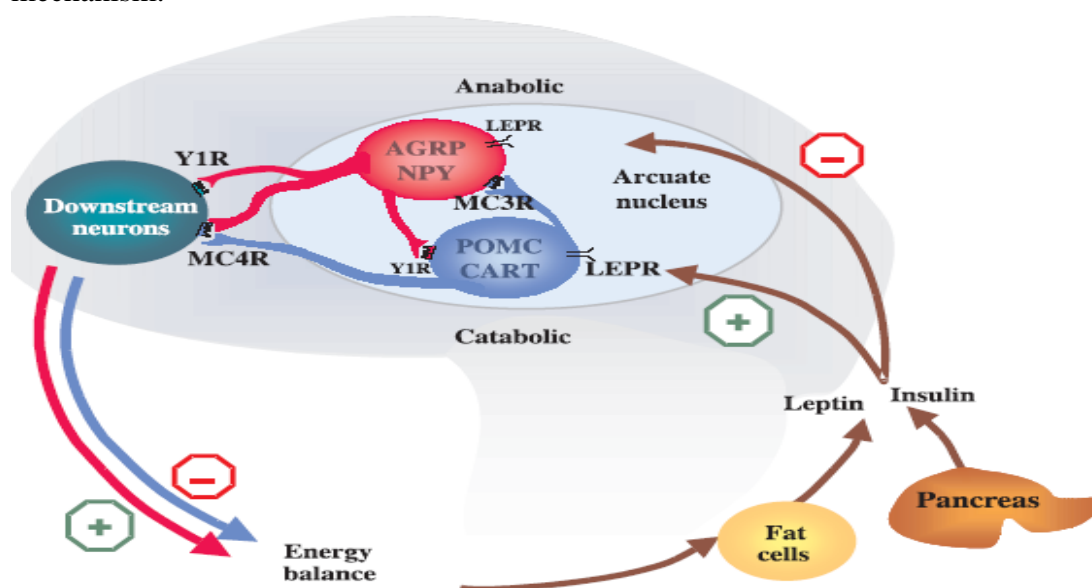 mechanism.
Anabolic
LEPR
AGRP
NPY
Y1R
Arcuate
nucleus
MC3R
Downstream
neurons
POMC
CART
Y1R
LEPR
MC4R
Catabolic
−
+
Leptin
Insulin
Pancreas
Fat
cells
−
+
Energy
balance